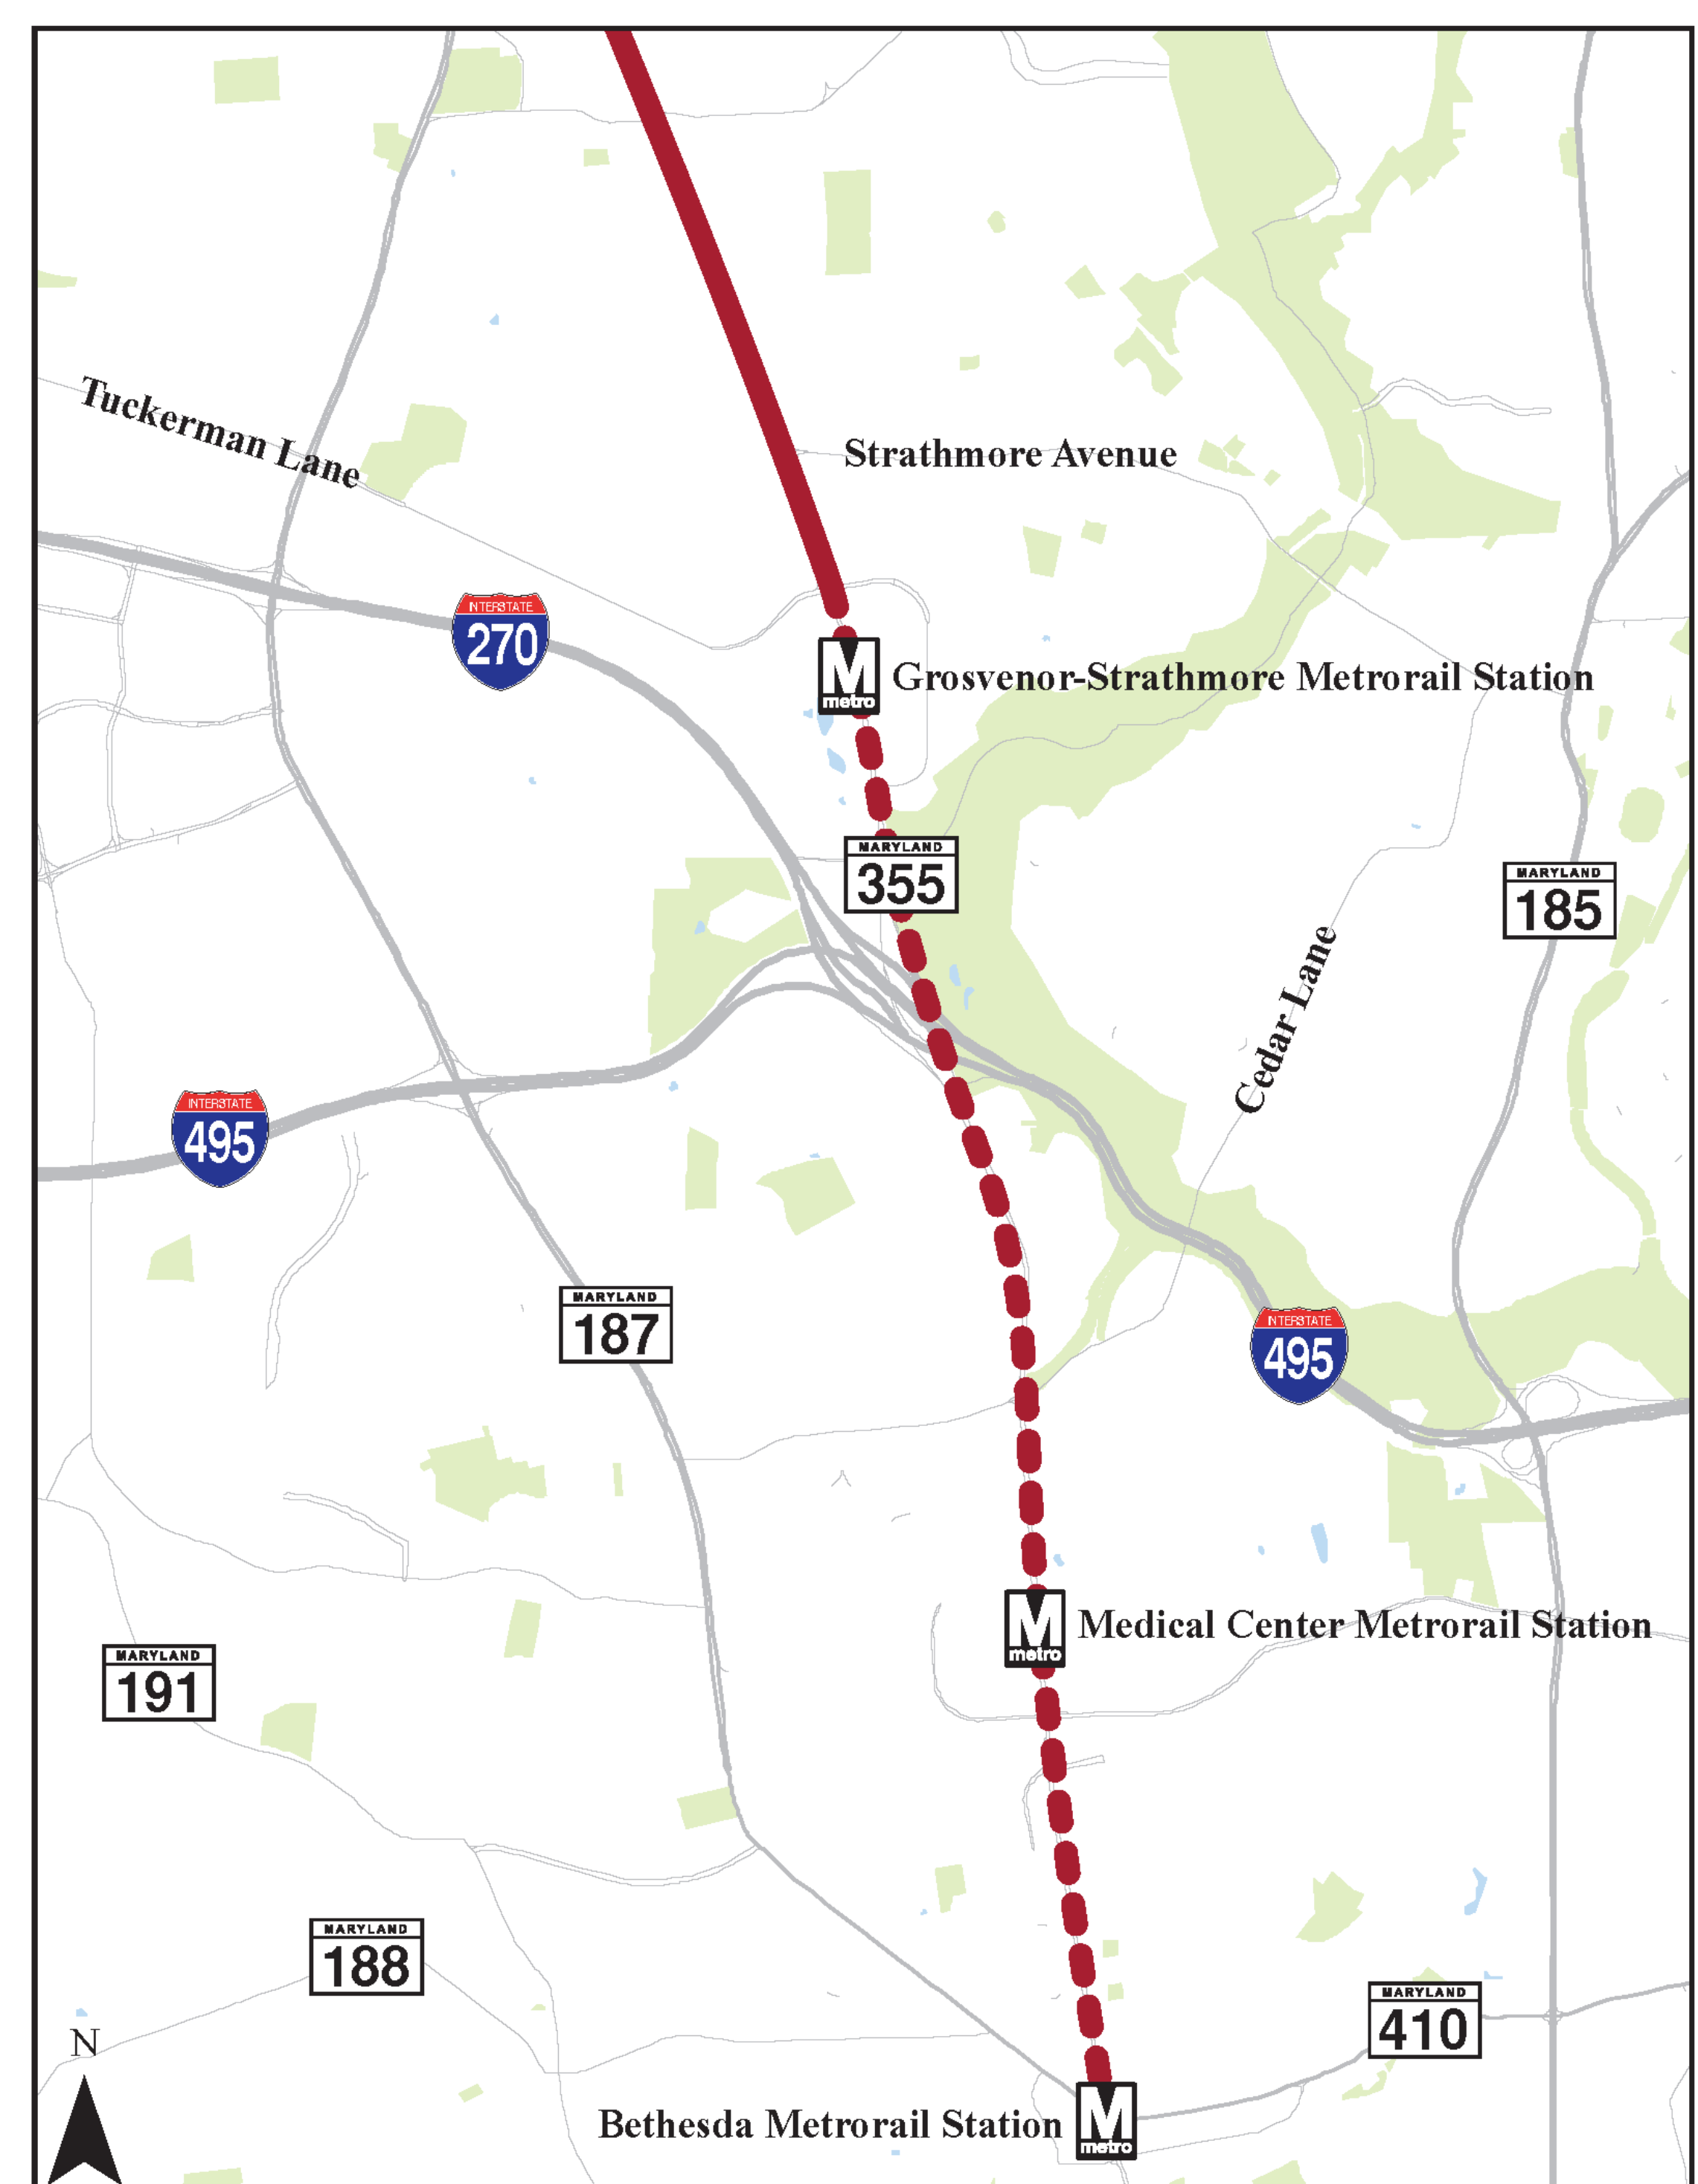 Tuckerman Lane
Strathmore Avenue
INTERSTATE
270
M
metro
Grosvenor-Strathmore Metrorail Station
MARYLAND
355
MARYLAND
185
Cedar Lane
INTERSTATE
495
MARYLAND
187
INTERSTATE
495
M
metro
Medical Center Metrorail Station
MARYLAND
191
MARYLAND
188
MARYLAND
410
N
Bethesda Metrorail Station
M
metro